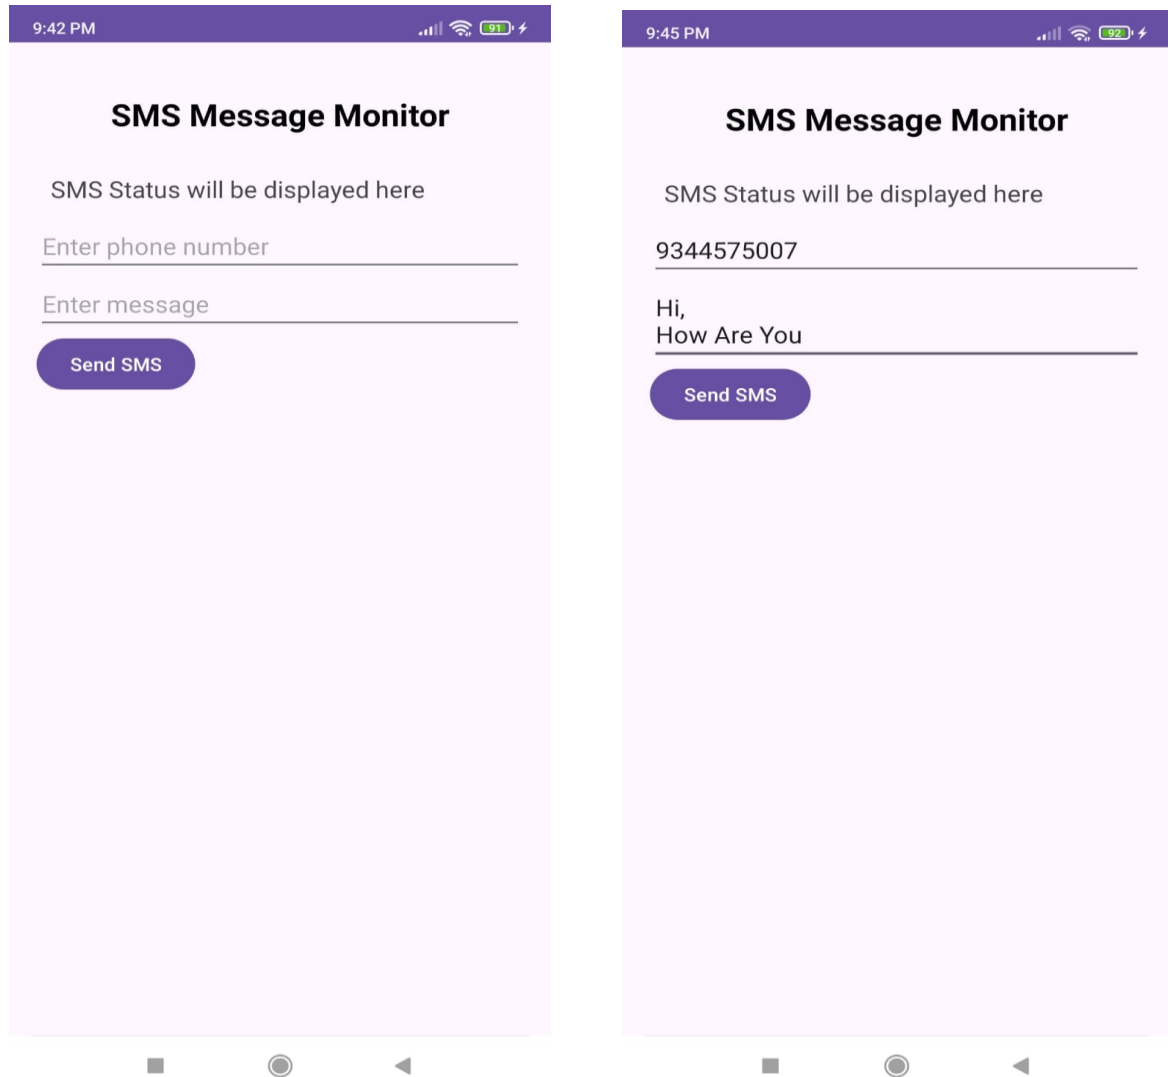 9:42 PM
91
SMS Message Monitor
SMS Status will be displayed here
Enter phone number
Enter message
Send SMS
9:45 PM
92
SMS Message Monitor
SMS Status will be displayed here
9344575007
Hi,
How Are You
Send SMS